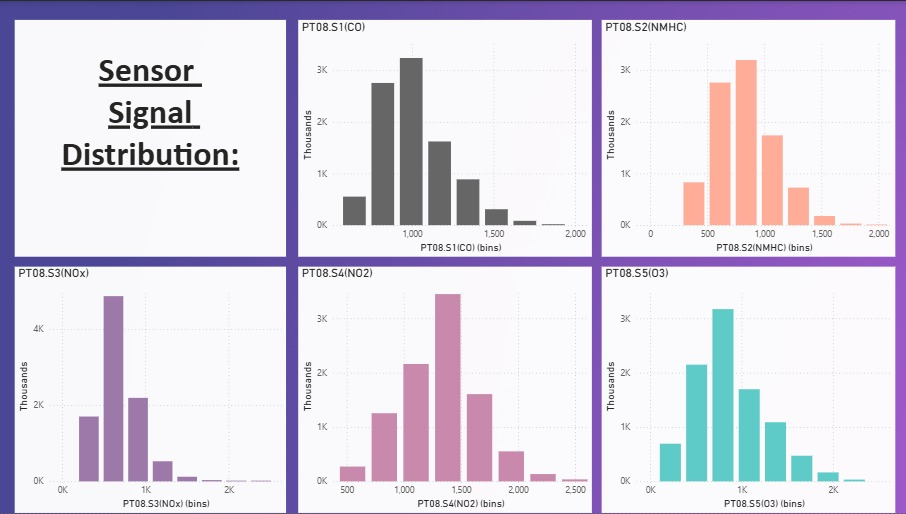 Sensor
Signal
Distribution:
PT08.S1(CO)
3K
2K
1K
0K
Thousands
1,000
1,500
2,000
PT08.S1(CO) (bins)
PT08.S2(NMHC)
3K
2K
1K
0K
Thousands
0
500
1,000
1,500
2,000
PT08.S2(NMHC) (bins)
PT08.S3(NOx)
4K
2K
0K
Thousands
0K
1K
2K
PT08.S3(NOx) (bins)
PT08.S4(NO2)
3K
2K
1K
0K
Thousands
500
1,000
1,500
2,000
2,500
PT08.S4(NO2) (bins)
PT08.S5(O3)
3K
2K
1K
0K
Thousands
0K
1K
2K
PT08.S5(O3) (bins)